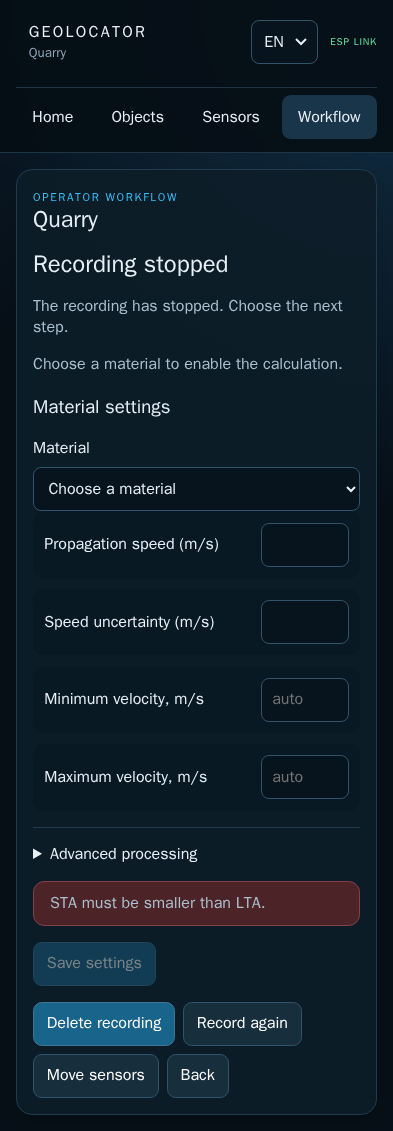 GEOLOCATOR
Quarry
EN
ESP LINK
Home
Objects
Sensors
Workflow
OPERATOR WORKFLOW
Quarry
Recording stopped
The recording has stopped. Choose the next
step.
Choose a material to enable the calculation.
Material settings
Material
Choose a material
Propagation speed (m/s)
Speed uncertainty (m/s)
Minimum velocity, m/s
auto
Maximum velocity, m/s
auto
Advanced processing
STA must be smaller than LTA.
Save settings
Delete recording
Record again
Move sensors
Back